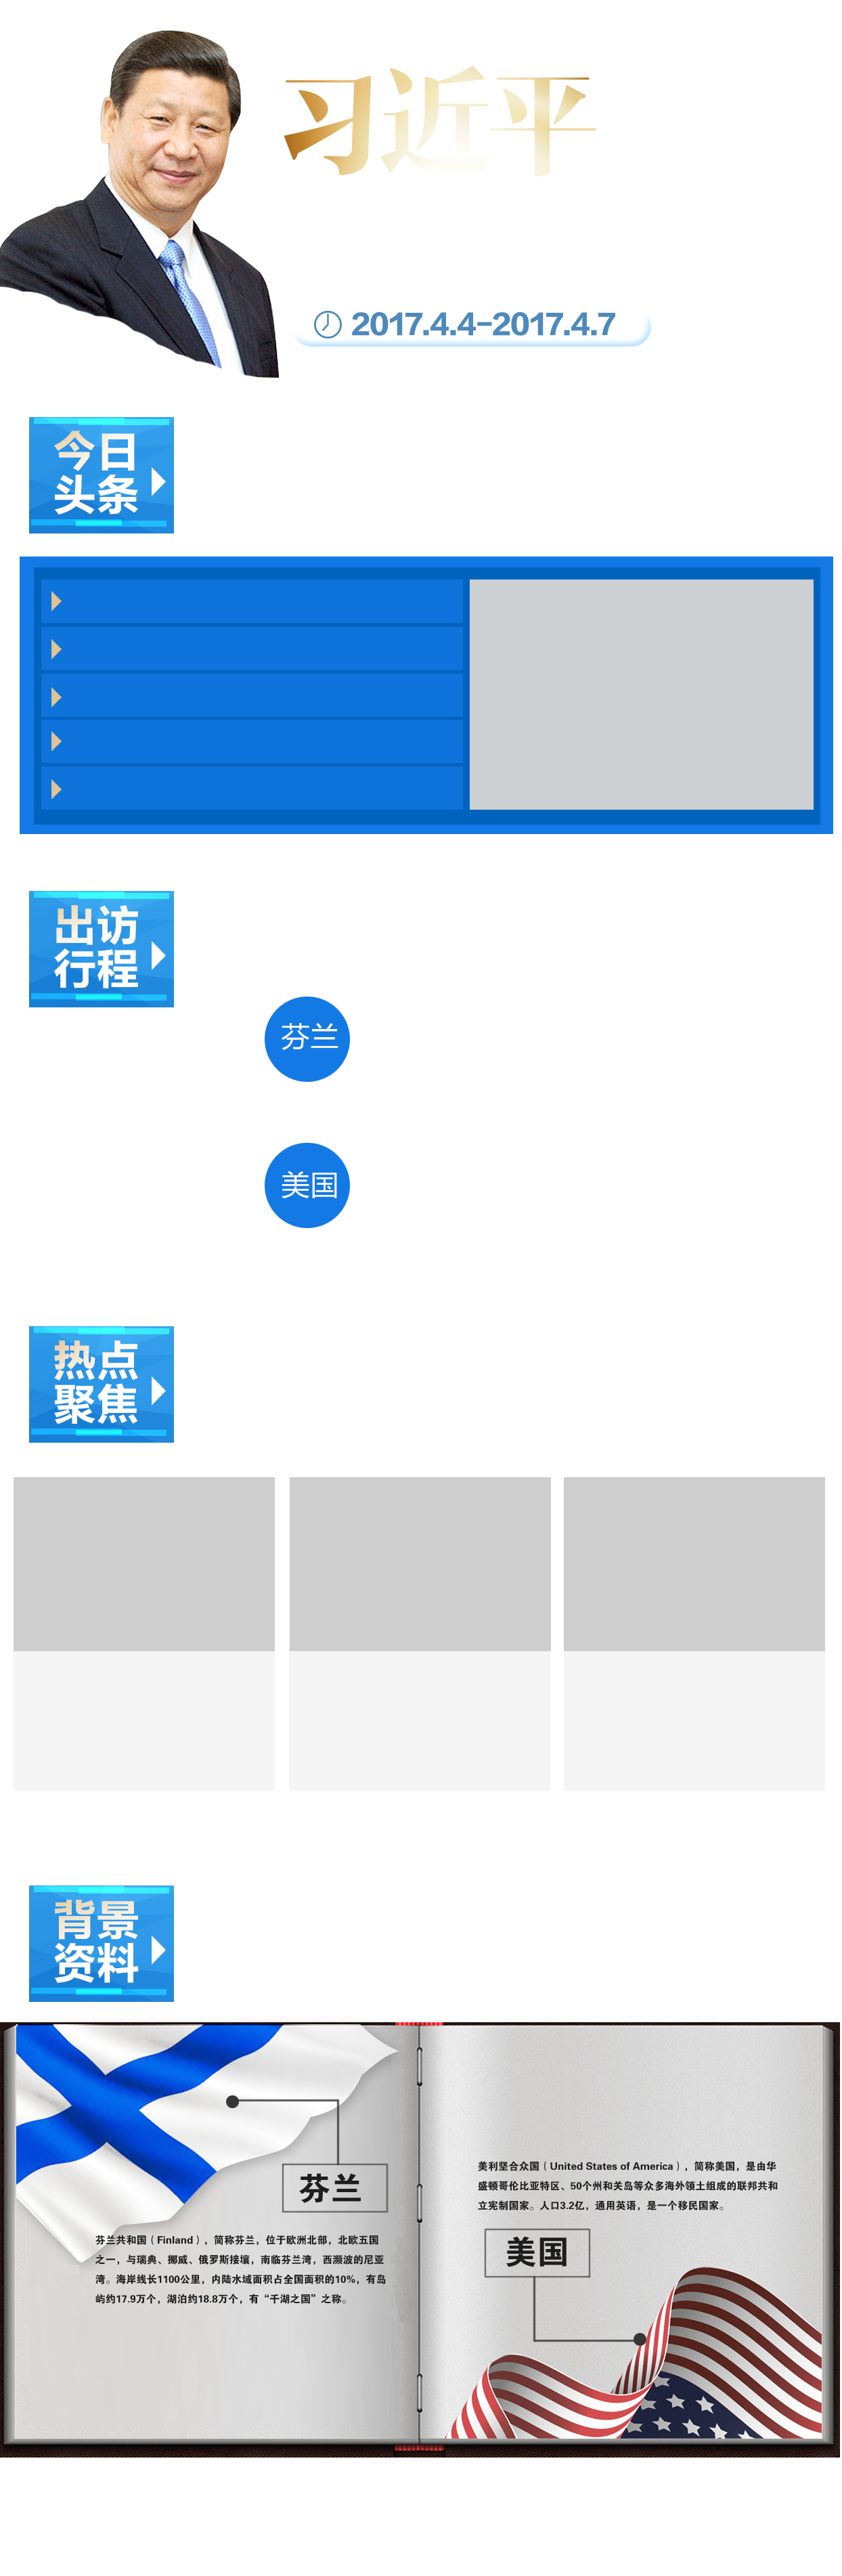 习近平
2017.4.4-2017.4.7
今日
头条
出访
行程
芬兰
美国
热点
聚焦
背景
资料
芬兰
芬兰共和国（Finland），简称芬兰，位于欧洲北部，北欧五国
之一，与瑞典、挪威、俄罗斯接壤，南临芬兰湾，西濒波的尼亚
湾。海岸线长1100公里，内陆水域面积占全国面积的10%，有岛
屿约17.9万个，湖泊约18.8万个，有“千湖之国”之称。
美利坚合众国（United States of America），简称美国，是由华
盛顿哥伦比亚特区、50个州和关岛等众多海外领土组成的联邦共和
立宪制国家。人口3.2亿，通用英语，是一个移民国家。
美国